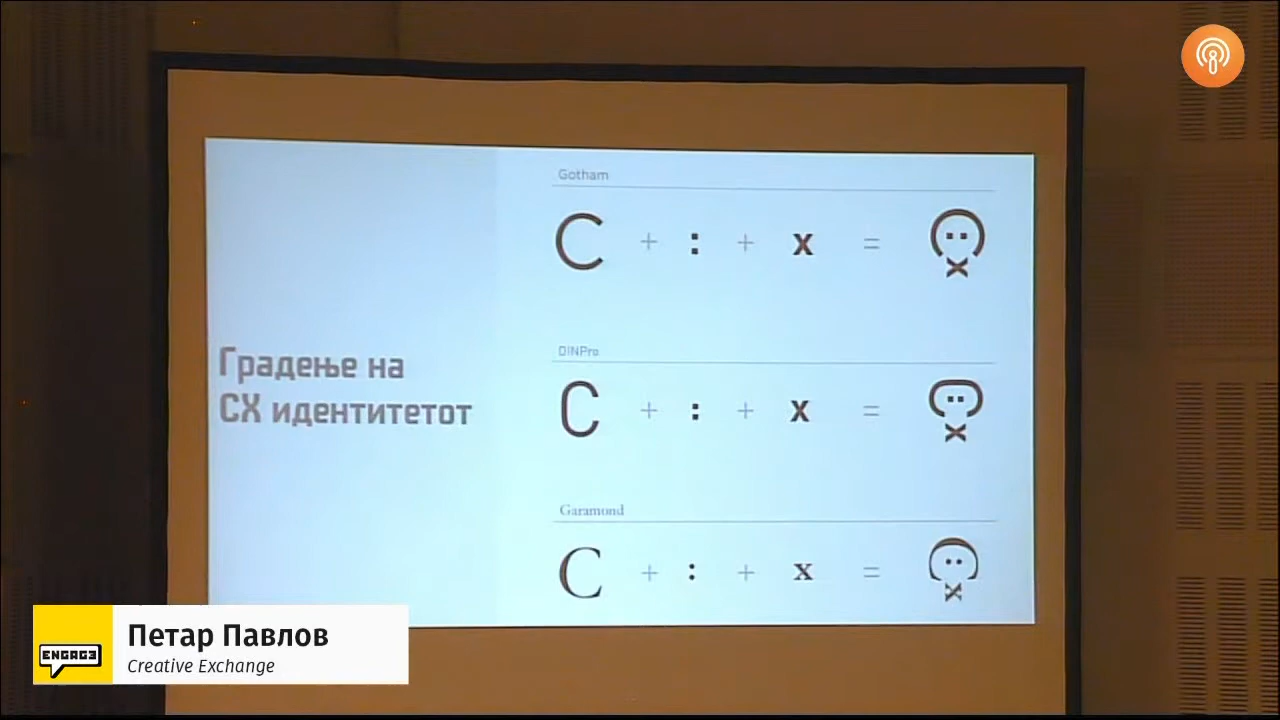 Gotham
C + : + x =
DINPro
C + : + x =
Garamond
C + : + x =
Градење на
CX идентитетот
ENGAGE
Петар Павлов
Creative Exchange